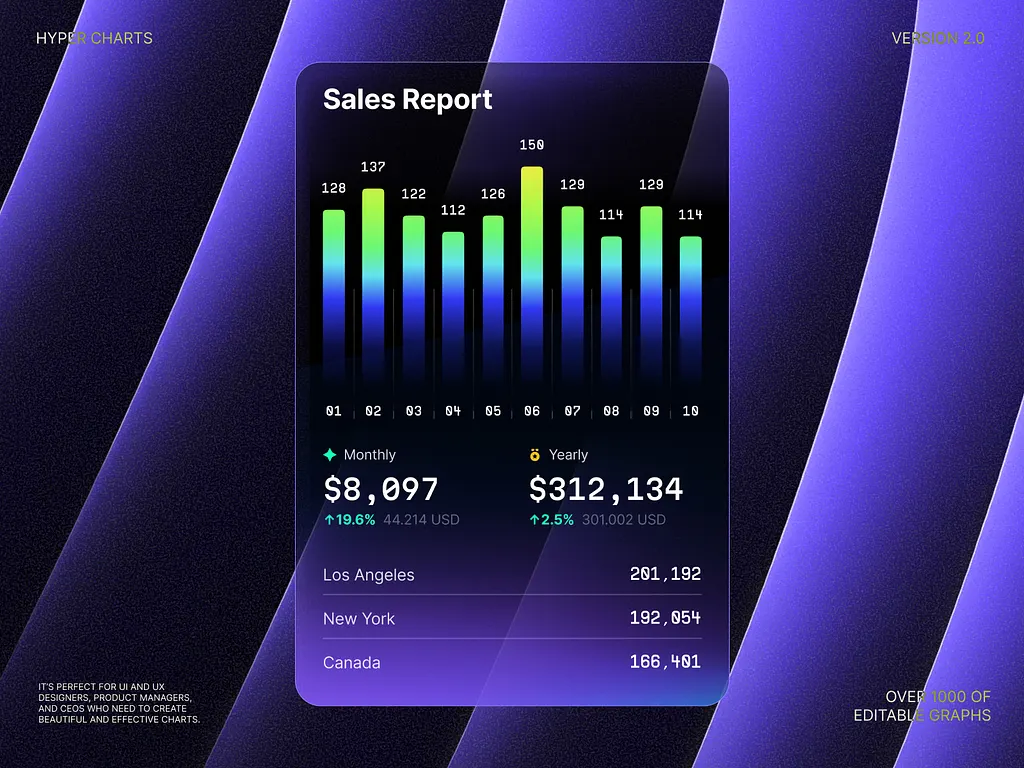 HYPER CHARTS
VERSION 2.0
Sales Report
128
137
122
112
126
150
129
114
129
114
01
02
03
04
05
06
07
08
09
10
Monthly
$8,097
↑19.6% 44.214 USD
Yearly
$312,134
↑2.5% 301.002 USD
Los Angeles 201,192
New York 192,054
Canada 166,401
IT'S PERFECT FOR UI AND UX
DESIGNERS, PRODUCT MANAGERS,
AND CEOS WHO NEED TO CREATE
BEAUTIFUL AND EFFECTIVE CHARTS.
OVER 1000 OF
EDITABLE GRAPHS